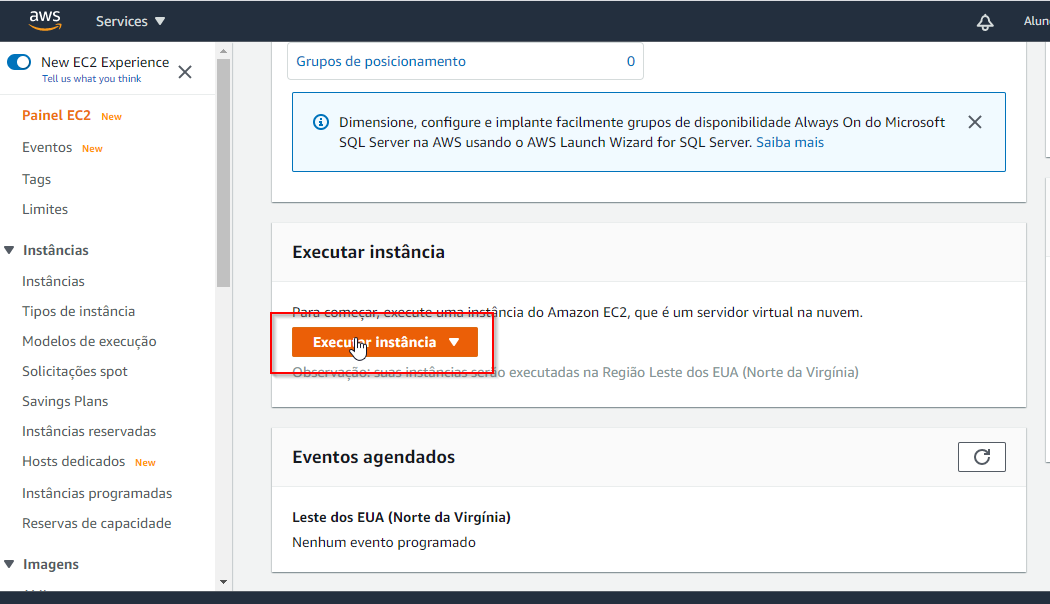 aws
Services
Alun
New EC2 Experience
Tell us what you think
Painel EC2 New
Eventos New
Tags
Limites
Instâncias
Instâncias
Tipos de instância
Modelos de execução
Solicitações spot
Savings Plans
Instâncias reservadas
Hosts dedicados New
Instâncias programadas
Reservas de capacidade
Imagens
Grupos de posicionamento 0
Dimensione, configure e implante facilmente grupos de disponibilidade Always On do Microsoft
SQL Server na AWS usando o AWS Launch Wizard for SQL Server. Saiba mais
Executar instância
Para começar, execute uma instância do Amazon EC2, que é um servidor virtual na nuvem.
Executar instância
Observação: suas instâncias serão executadas na Região Leste dos EUA (Norte da Virgínia)
Eventos agendados
Leste dos EUA (Norte da Virgínia)
Nenhum evento programado